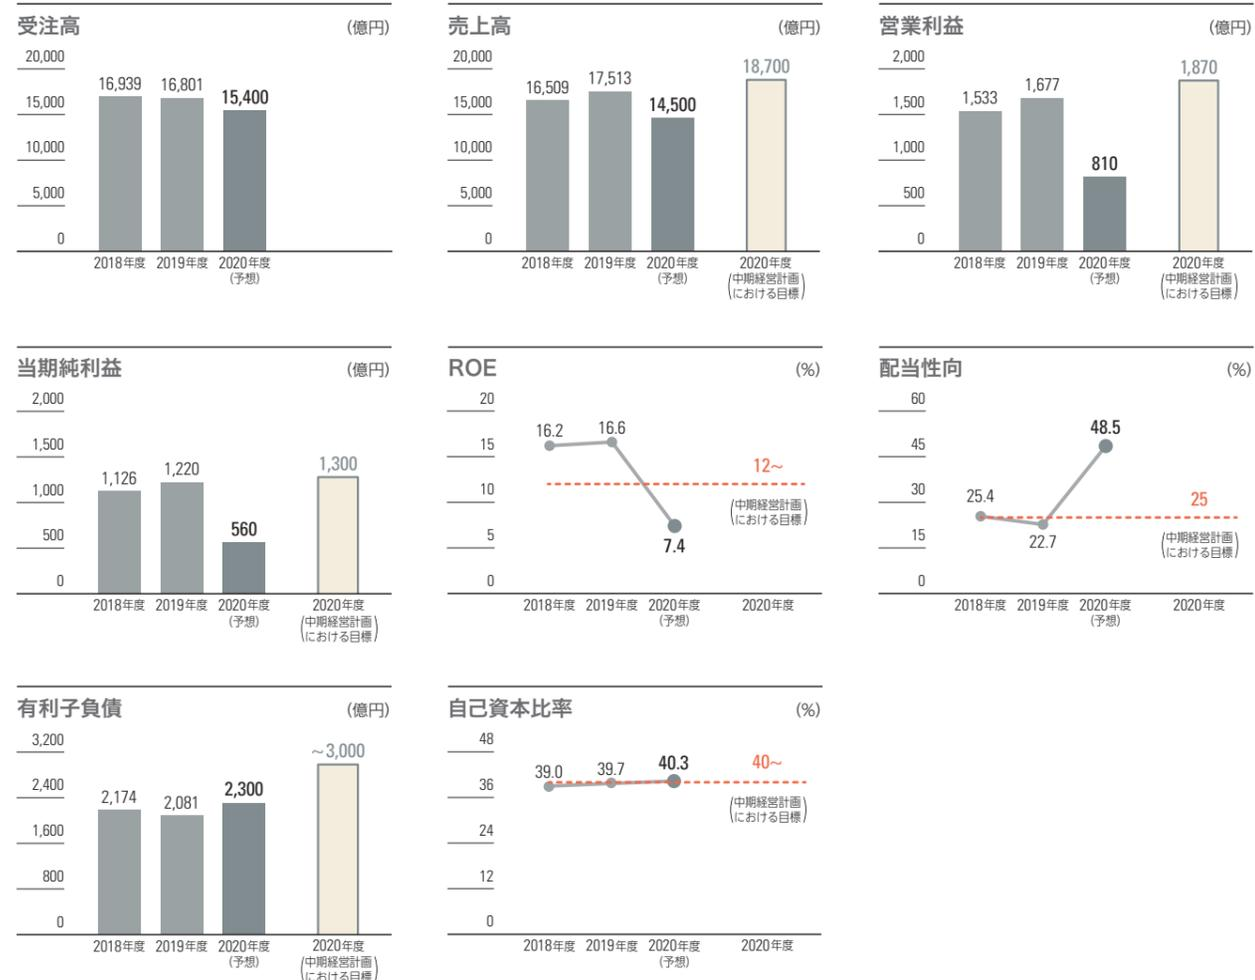 受注高 (億円)
20,000
15,000
10,000
5,000
0
16,939
16,801
15,400
2018年度 2019年度 2020年度
(予想)
売上高 (億円)
20,000
15,000
10,000
5,000
0
16,509
17,513
14,500
18,700
2018年度 2019年度 2020年度 2020年度
(予想)
(中期経営計画
における目標)
営業利益 (億円)
2,000
1,500
1,000
500
0
1,533
1,677
810
1,870
2018年度 2019年度 2020年度 2020年度
(予想)
(中期経営計画
における目標)
当期純利益 (億円)
2,000
1,500
1,000
500
0
1,126
1,220
560
1,300
2018年度 2019年度 2020年度 2020年度
(予想)
(中期経営計画
における目標)
ROE (%)
20
15
10
5
0
16.2
16.6
7.4
12~
(中期経営計画
における目標)
2018年度 2019年度 2020年度 2020年度
(予想)
配当性向 (%)
60
45
30
15
0
25.4
22.7
48.5
25
(中期経営計画
における目標)
2018年度 2019年度 2020年度 2020年度
(予想)
有利子負債 (億円)
3,200
2,400
1,600
800
0
2,174
2,081
2,300
~3,000
2018年度 2019年度 2020年度 2020年度
(予想)
(中期経営計画
における目標)
自己資本比率 (%)
48
36
24
12
0
39.0
39.7
40.3
40~
(中期経営計画
における目標)
2018年度 2019年度 2020年度 2020年度
(予想)